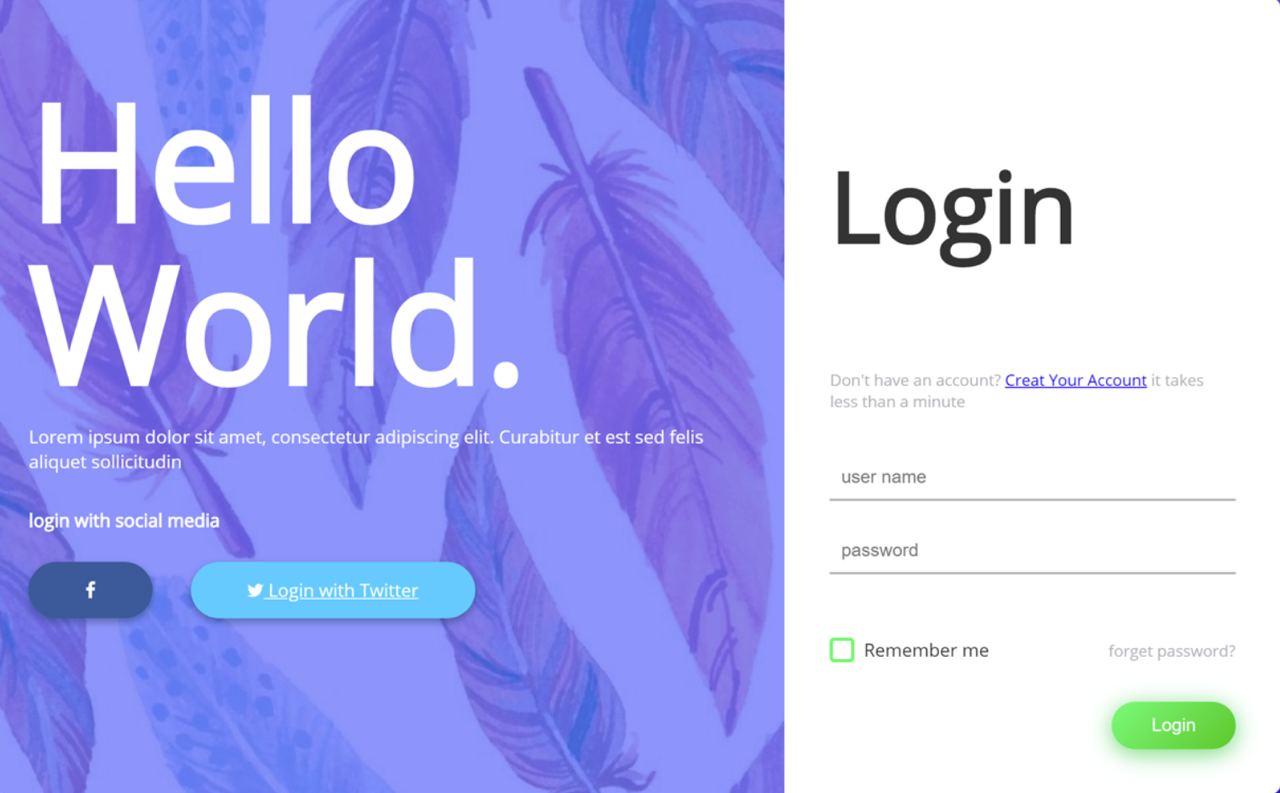 Hello
World.
Lorem ipsum dolor sit amet, consectetur adipiscing elit. Curabitur et est sed felis
aliquet sollicitudin
login with social media
f
Login with Twitter
Login
Don't have an account? Creat Your Account it takes
less than a minute
user name
password
Remember me
forget password?
Login